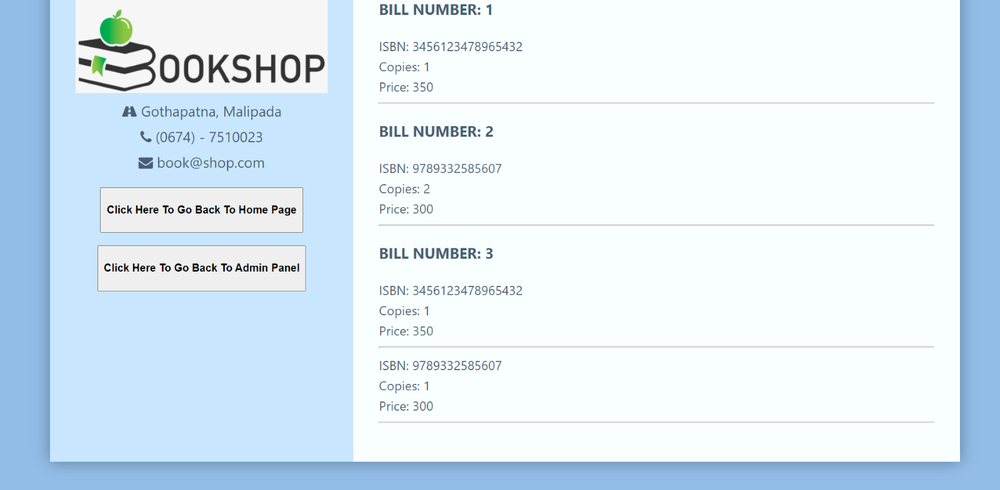 BOOKSHOP
Gothapatna, Malipada
(0674) - 7510023
book@shop.com
Click Here To Go Back To Home Page
Click Here To Go Back To Admin Panel
BILL NUMBER: 1
ISBN: 3456123478965432
Copies: 1
Price: 350
BILL NUMBER: 2
ISBN: 9789332585607
Copies: 2
Price: 300
BILL NUMBER: 3
ISBN: 3456123478965432
Copies: 1
Price: 350
ISBN: 9789332585607
Copies: 1
Price: 300